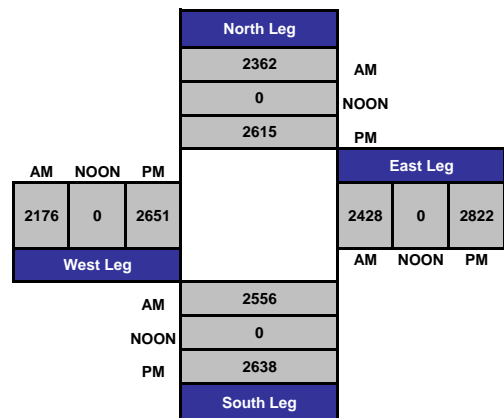 North Leg
2362 AM
0 NOON
2615 PM
AM NOON PM
East Leg
2176 0 2651
2428 0 2822
West Leg
AM NOON PM
AM 2556
NOON 0
PM 2638
South Leg